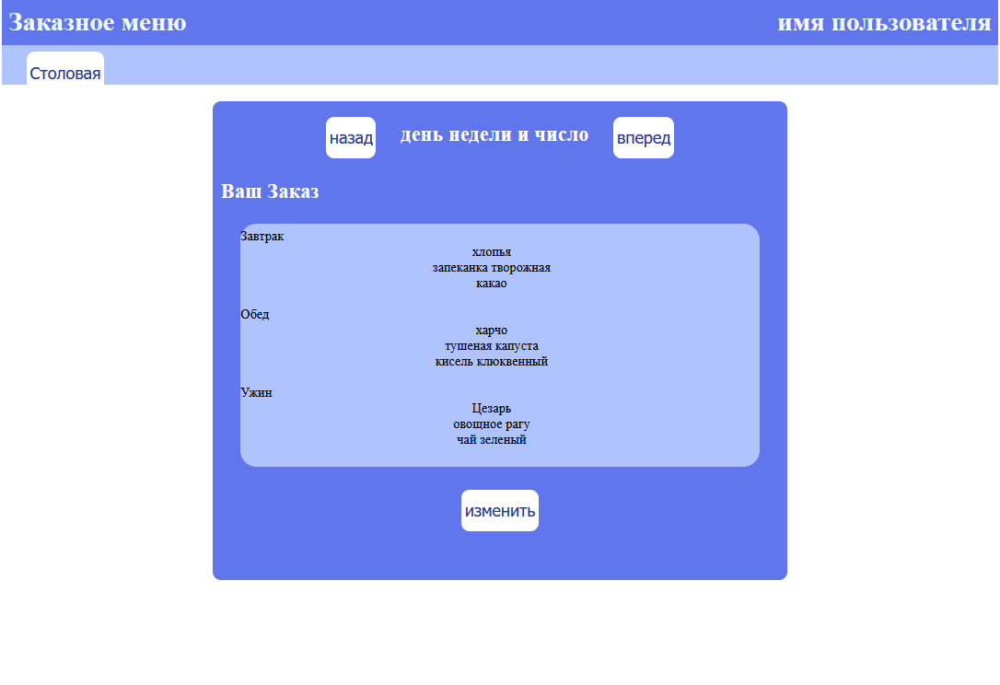 Заказное меню
имя пользователя
Столовая
назад
день недели и число
вперед
Ваш Заказ
Завтрак
хлопья
запеканка творожная
какао
Обед
харчо
тушеная капуста
кисель клюквенный
Ужин
Цезарь
овощное рагу
чай зеленый
изменить